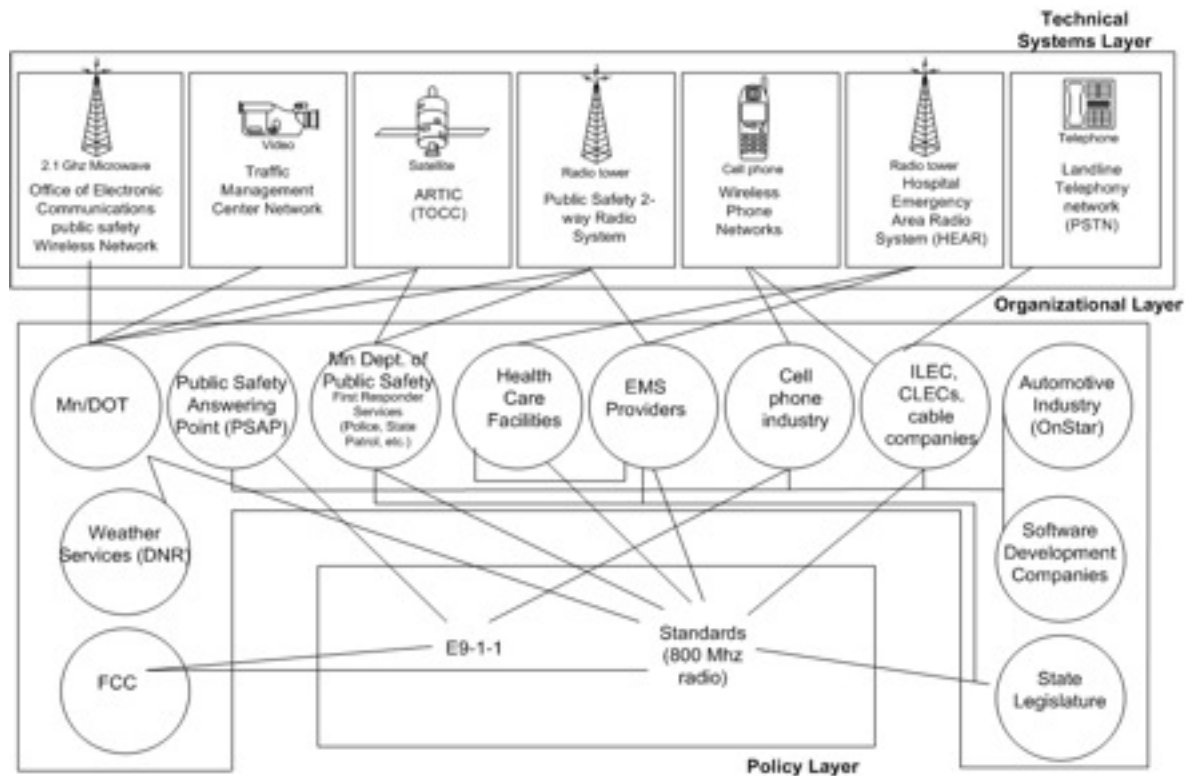 Technical
Systems Layer
2.1 Ghz Microwave
Office of Electronic
Communications
public safety
Wireless Network
Video
Traffic
Management
Center Network
Satellite
ARTIC
(TOCC)
Radio tower
Public Safety 2-
way Radio
System
Cell phone
Wireless
Phone
Networks
Radio tower
Hospital
Emergency
Area Radio
System (HEAR)
Telephone
Landline
Telephony
network
(PSTN)
Organizational Layer
Mn/DOT
Public Safety
Answering
Point (PSAP)
Mn Dept. of
Public Safety
First Responder
Services
(Police, State
Patrol, etc.)
Health
Care
Facilities
EMS
Providers
Cell
phone
industry
ILEC,
CLECs,
cable
companies
Automotive
Industry
(OnStar)
Weather
Services (DNR)
Software
Development
Companies
FCC
E9-1-1
Standards
(800 Mhz
radio)
State
Legislature
Policy Layer